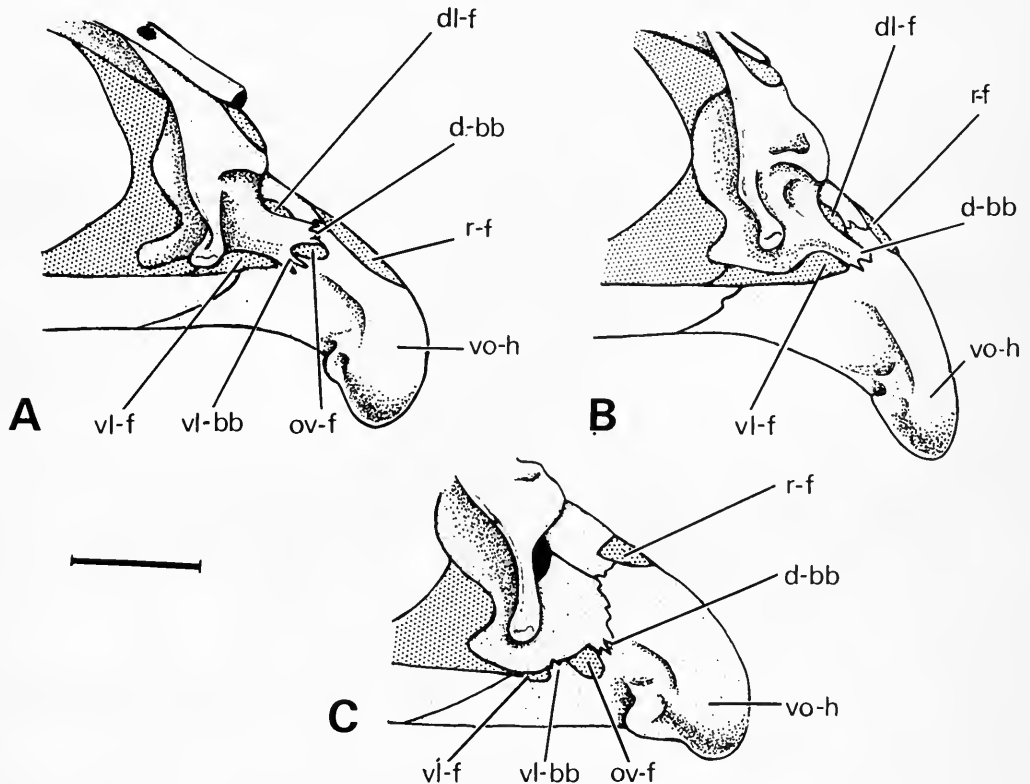 dl-f
d-bb
r-f
vo-h
vl-f
vl-bb
ov-f
A
dl-f
r-f
d-bb
vo-h
vl-f
B
r-f
d-bb
vo-h
vl-f
vl-bb
ov-f
C